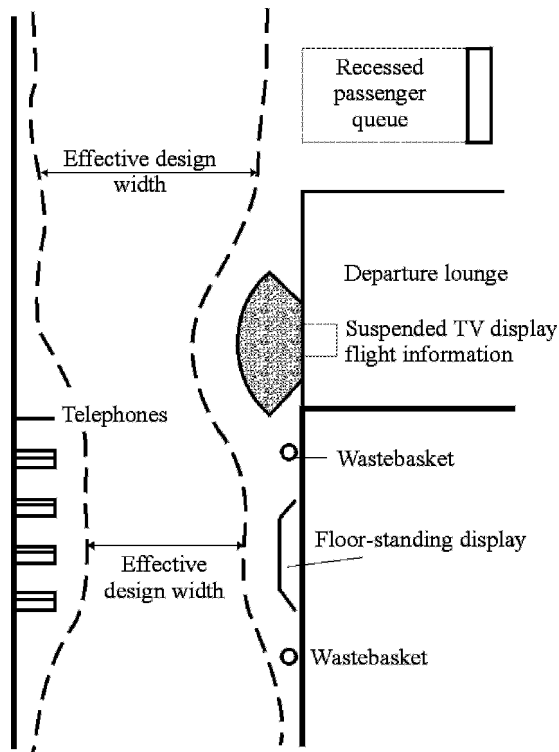 Recessed
passenger
queue
Effective design
width
Departure lounge
Suspended TV display
flight information
Telephones
Wastebasket
Floor-standing display
Effective
design width
Wastebasket